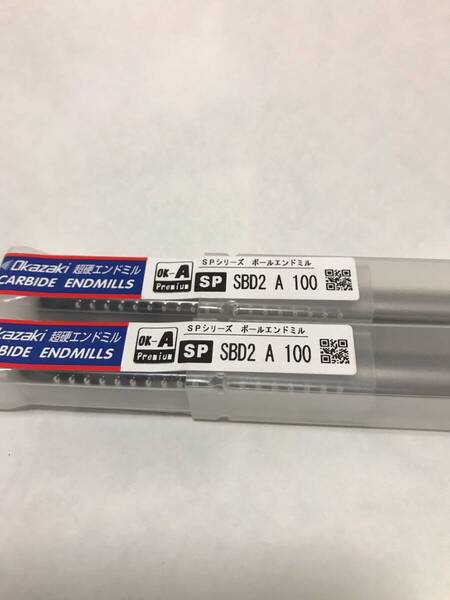 Okazaki 超硬エンドミル
CARBIDE ENDMILLS
OK-A
Premium
SPシリーズ ボールエンドミル
SP SBD2 A 100
Okazaki 超硬エンドミル
BIDE ENDMILLS
OK-A
Premium
SPシリーズ ボールエンドミル
SP SBD2 A 100